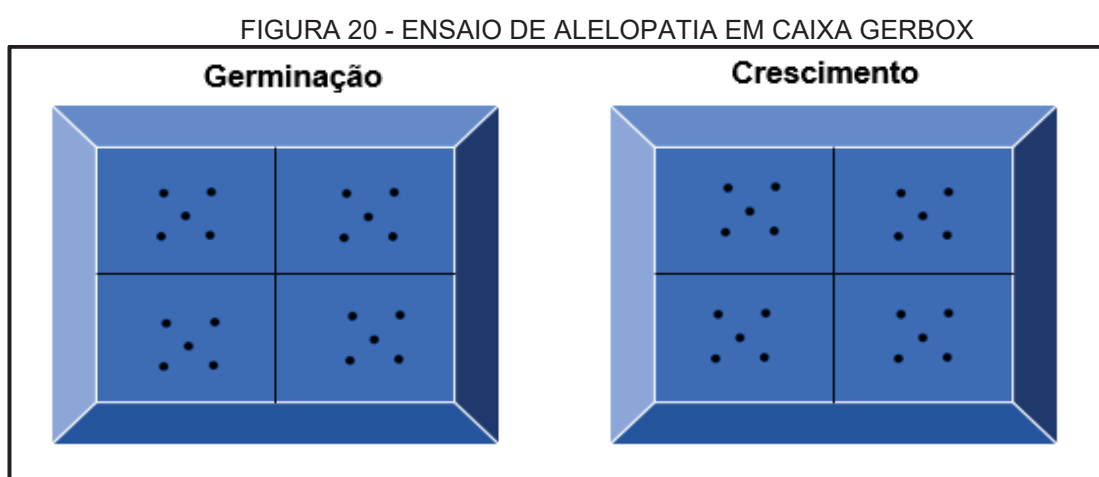 FIGURA 20 - ENSAIO DE ALELOPATIA EM CAIXA GERBOX
Germinação
Crescimento